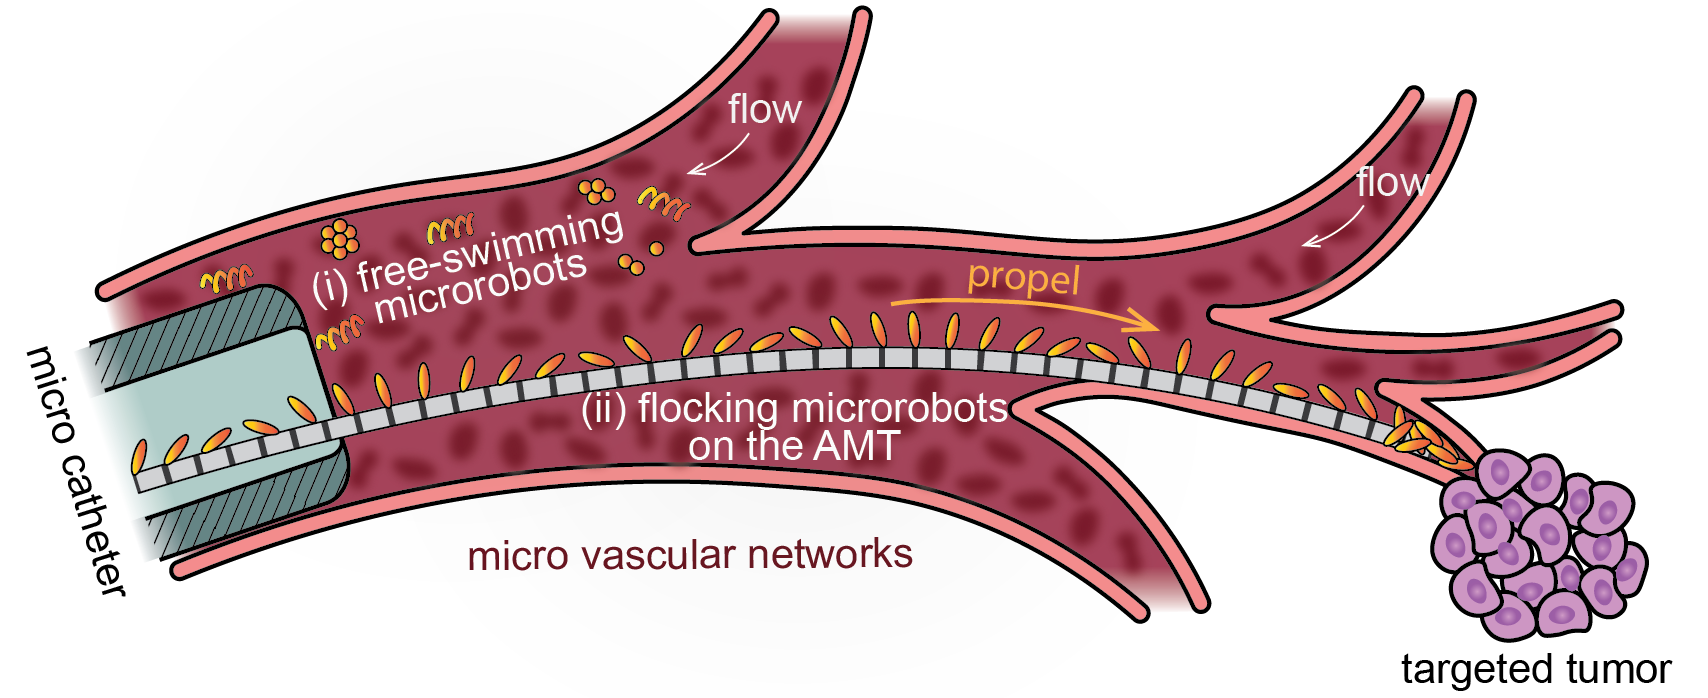 flow
flow
(i) free-swimming
microrobots
propel
(ii) flocking microrobots
on the AMT
micro catheter
micro vascular networks
targeted tumor